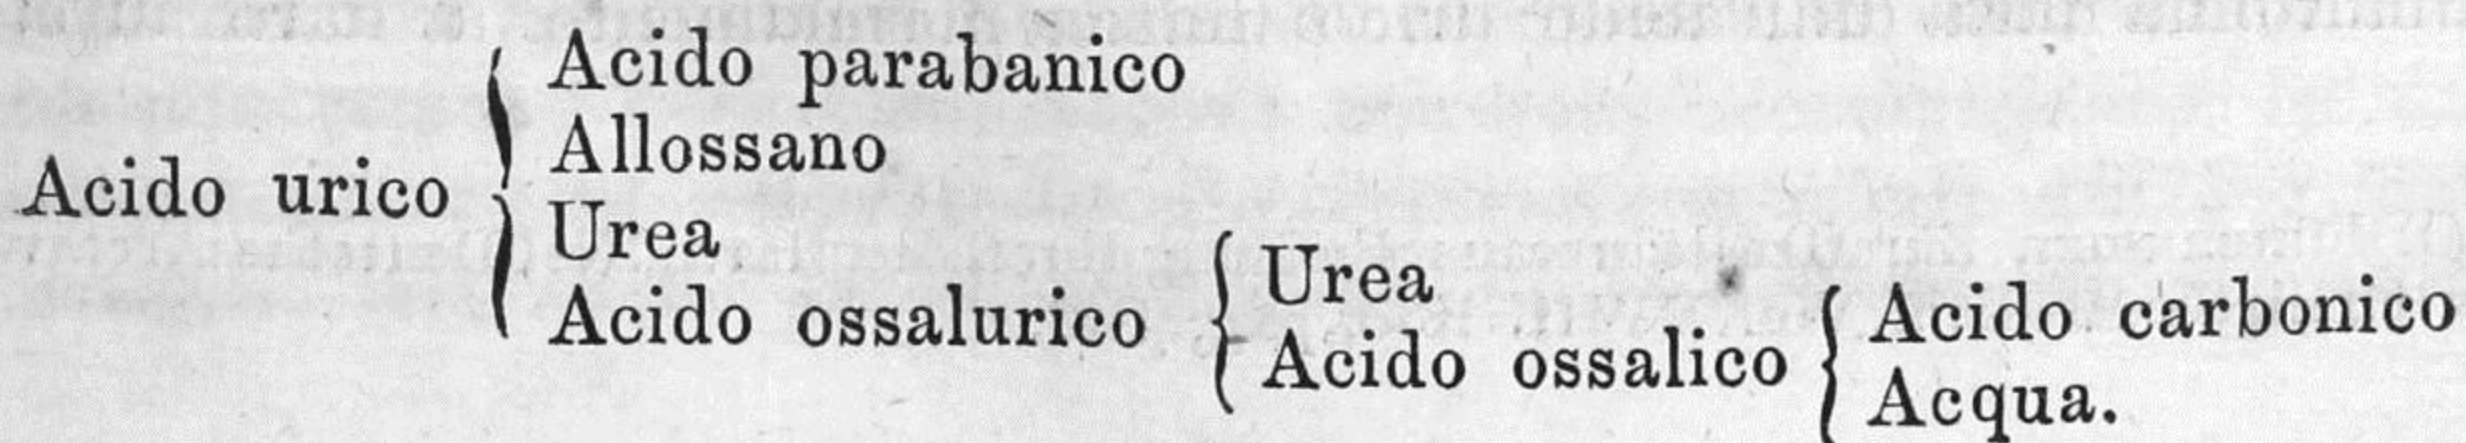 Acido parabanico
Allossano
Acido urico
Urea
Acido ossalurico
Urea
Acido ossalico
Acido carbonico
Acqua.